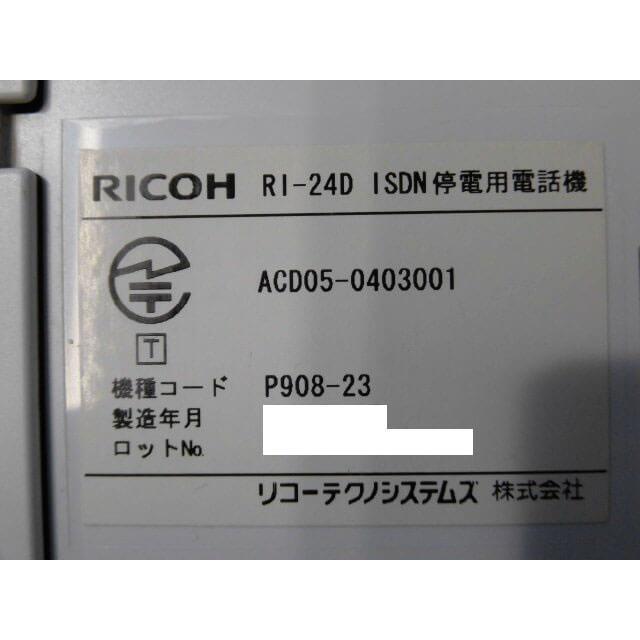 RICOH RI-24D ISDN停電用電話機
ACD05-0403001
T
機種コード P908-23
製造年月
ロットNo.
リコーテクノシステムズ 株式会社